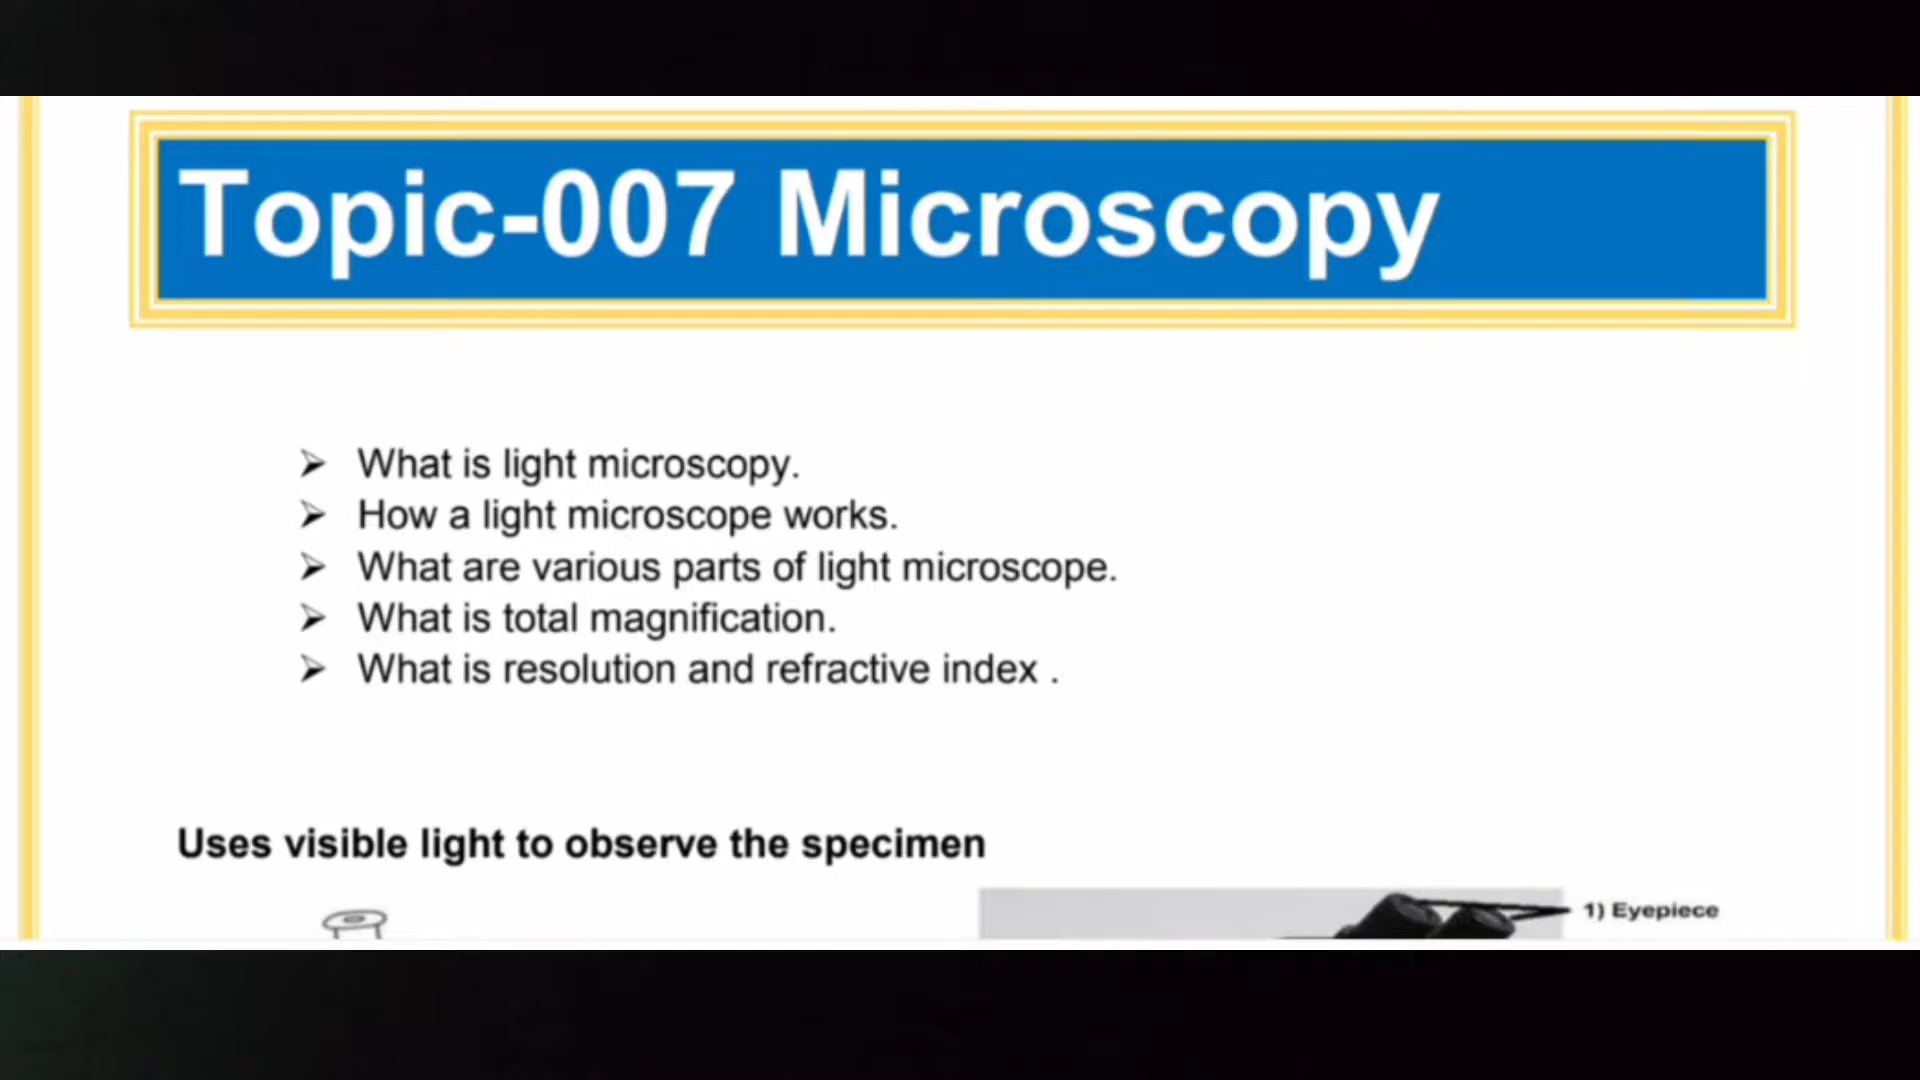 Topic-007 Microscopy
➢ What is light microscopy.
➢ How a light microscope works.
➢ What are various parts of light microscope.
➢ What is total magnification.
➢ What is resolution and refractive index .
Uses visible light to observe the specimen
1) Eyepiece